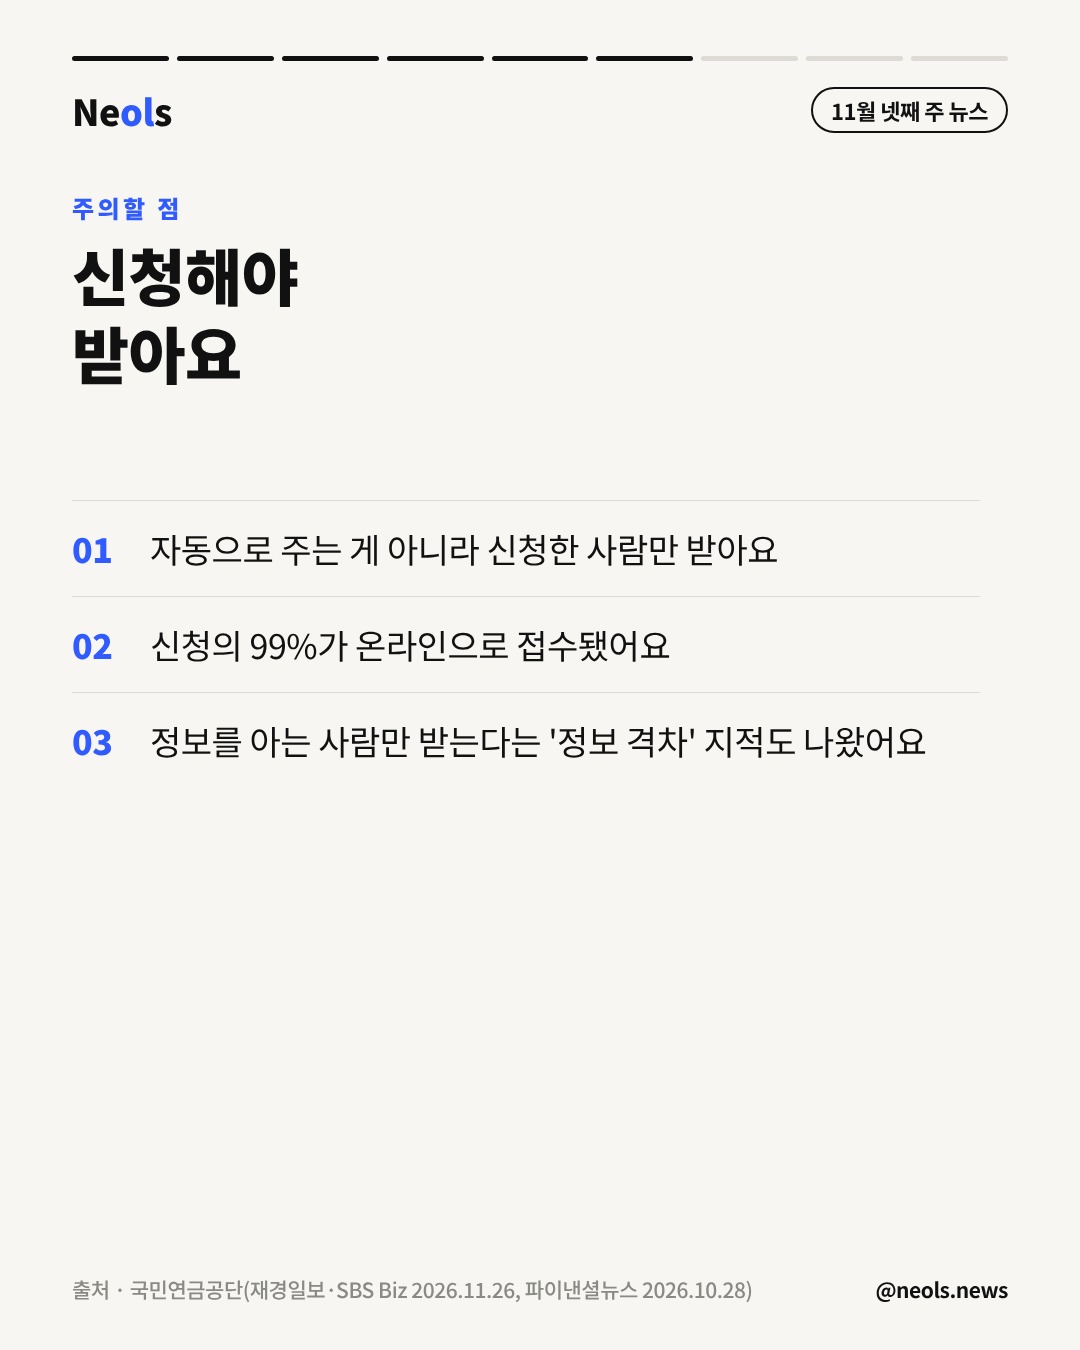 Neols
11월 넷째 주 뉴스
주의할 점
신청해야
받아요
01 자동으로 주는 게 아니라 신청한 사람만 받아요
02 신청의 99%가 온라인으로 접수됐어요
03 정보를 아는 사람만 받는다는 '정보 격차' 지적도 나왔어요
출처 · 국민연금공단(재경일보·SBS Biz 2026.11.26, 파이낸셜뉴스 2026.10.28)
@neols.news